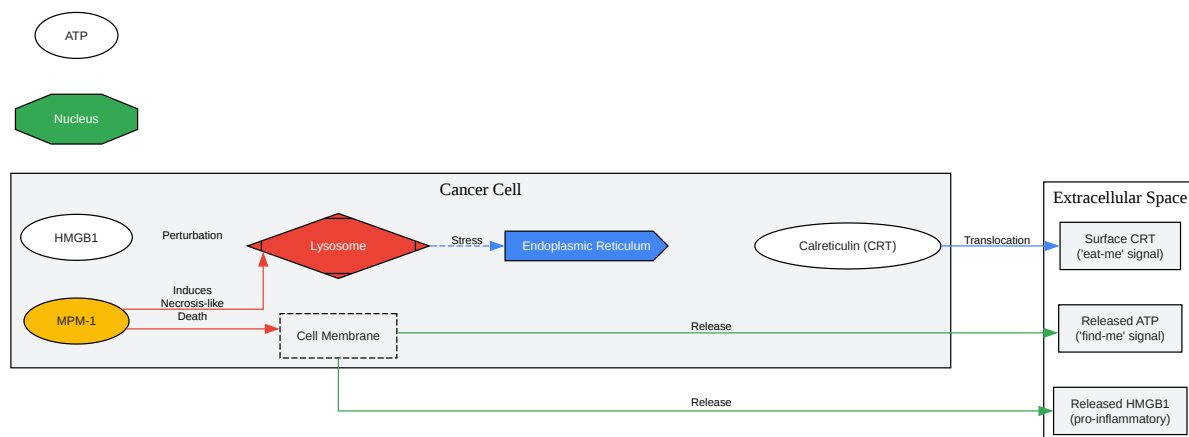 ATP
Nucleus
Cancer Cell
Extracellular Space
HMGB1
Perturbation
Lysosome
Stress
Endoplasmic Reticulum
Calreticulin (CRT)
Translocation
Surface CRT
('eat-me' signal)
MPM-1
Induces
Necrosis-like
Death
Cell Membrane
Release
Released ATP
('find-me' signal)
Release
Released HMGB1
(pro-inflammatory)